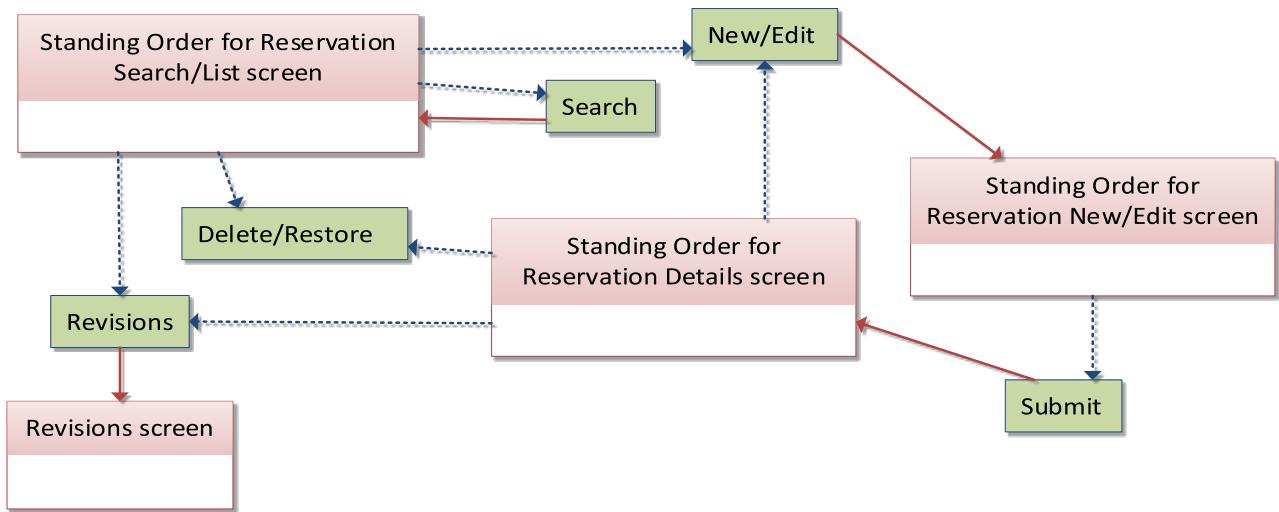 Standing Order for Reservation
Search/List screen
New/Edit
Search
Standing Order for
Reservation New/Edit screen
Delete/Restore
Standing Order for
Reservation Details screen
Revisions
Submit
Revisions screen